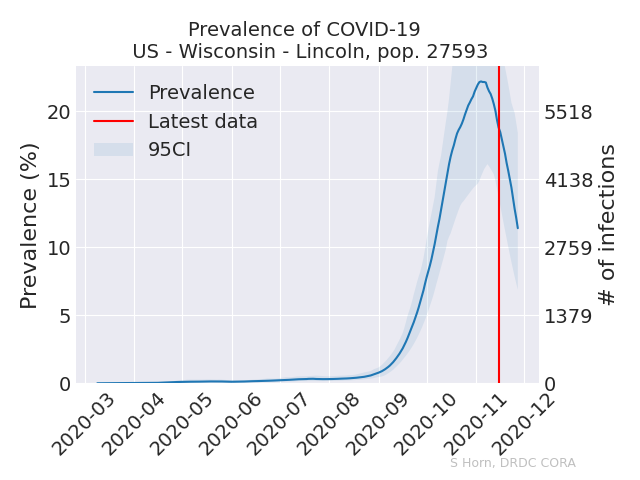 Prevalence of COVID-19
US - Wisconsin - Lincoln, pop. 27593
Prevalence
Latest data
95CI
Prevalence (%)
20
15
10
5
0
5518
4138
2759
1379
0
# of infections
2020-03
2020-04
2020-05
2020-06
2020-07
2020-08
2020-09
2020-10
2020-11
2020-12
S Horn, DRDC CORA